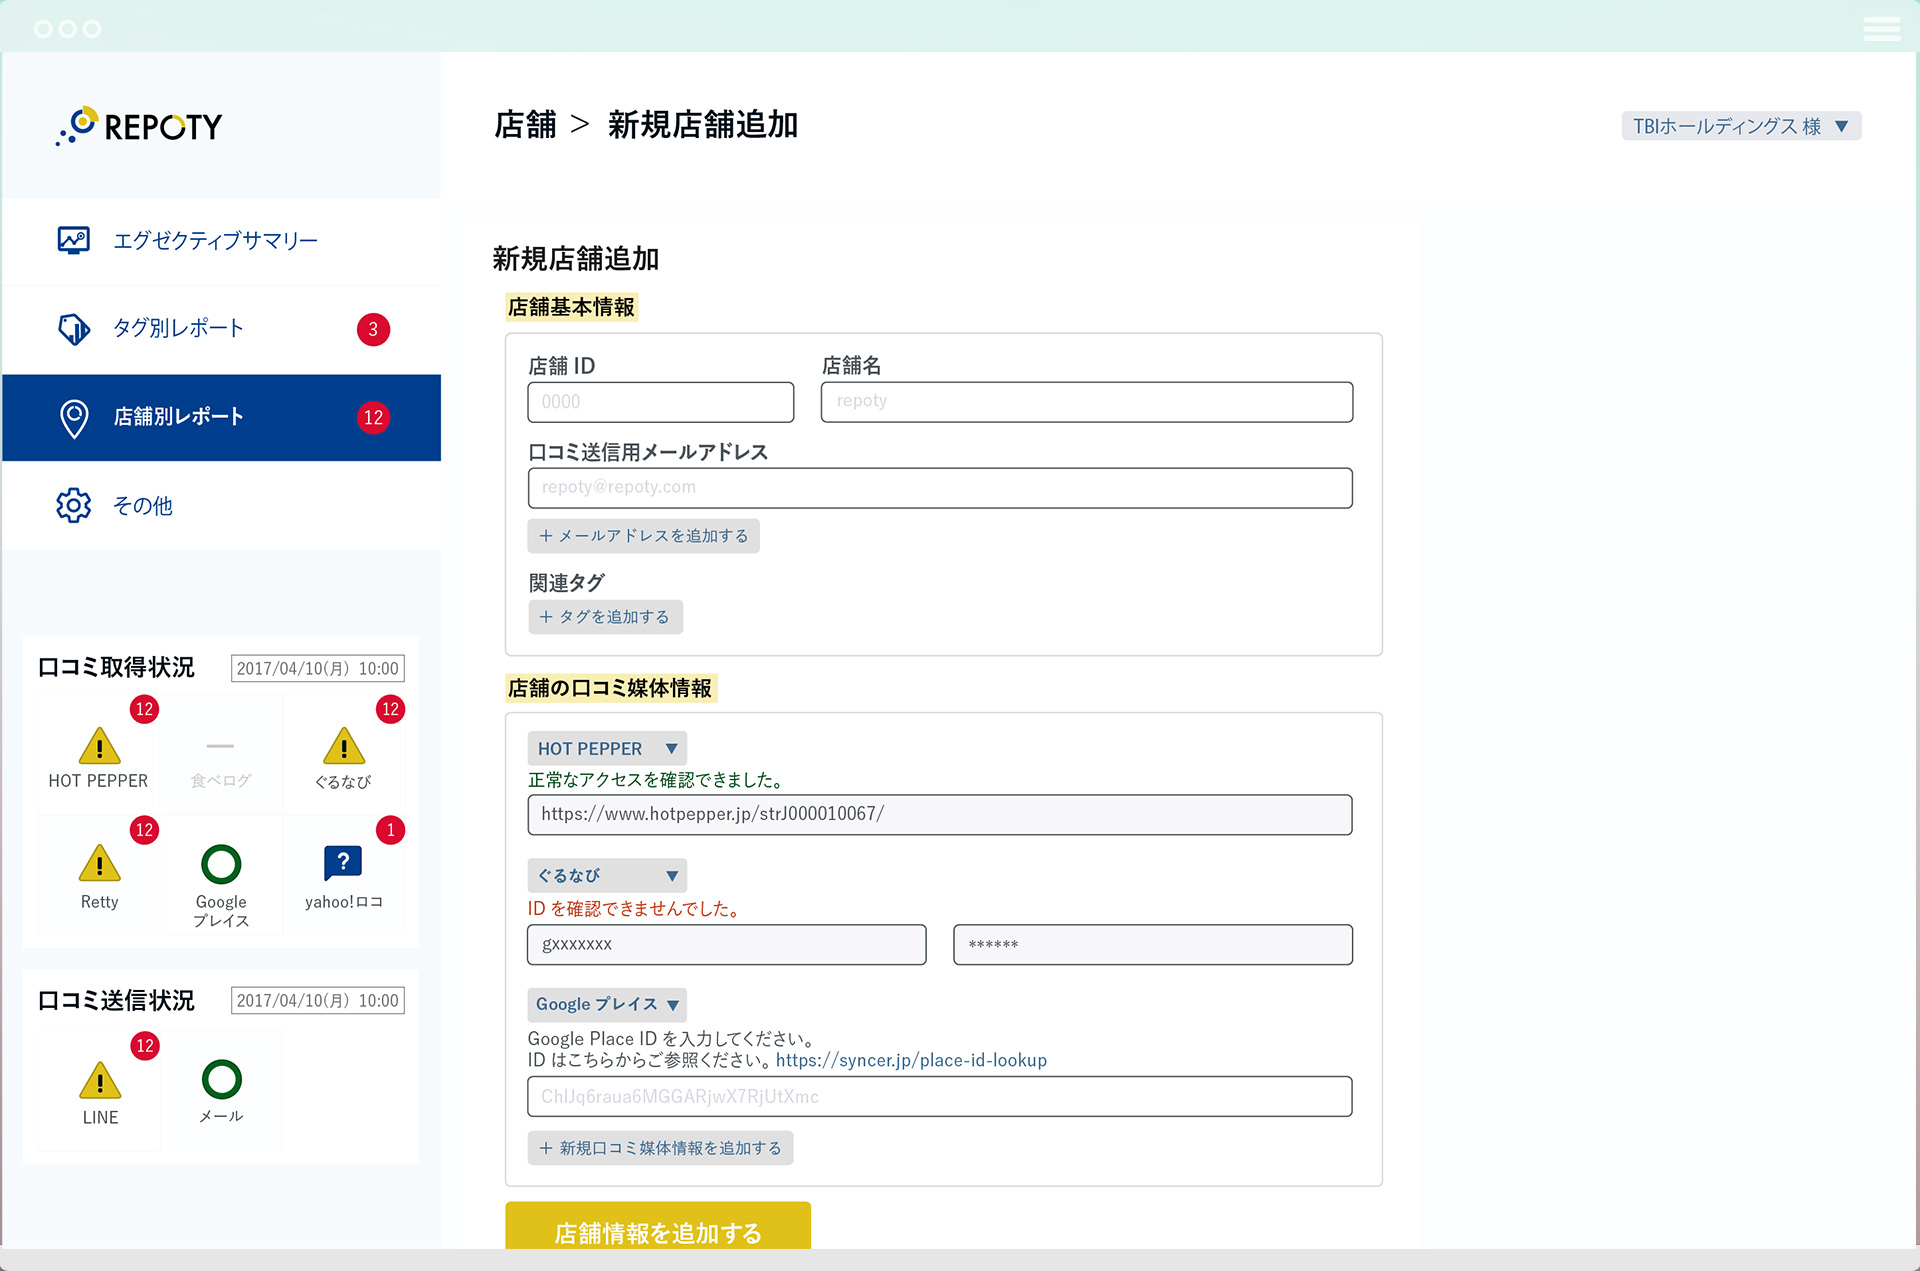 REPOTY
店舗 > 新規店舗追加
TBIホールディングス 様 ▼
エグゼクティブサマリー
タグ別レポート 3
店舗別レポート 12
その他
口コミ取得状況 2017/04/10(月) 10:00
12 12
HOT PEPPER 食べログ ぐるなび
12 1
Retty Google プレイス yahoo!ロコ
口コミ送信状況 2017/04/10(月) 10:00
12
LINE メール
新規店舗追加
店舗基本情報
店舗 ID 店舗名
0000 repoty
口コミ送信用メールアドレス
repoty@repoty.com
＋ メールアドレスを追加する
関連タグ
＋ タグを追加する
店舗の口コミ媒体情報
HOT PEPPER ▼
正常なアクセスを確認できました。
https://www.hotpepper.jp/strJ000010067/
ぐるなび ▼
ID を確認できませんでした。
gxxxxxxx ******
Google プレイス ▼
Google Place ID を入力してください。
ID はこちらからご参照ください。https://syncer.jp/place-id-lookup
ChIJq6raua6MGGARjwX7RjUtXmc
＋ 新規口コミ媒体情報を追加する
店舗情報を追加する